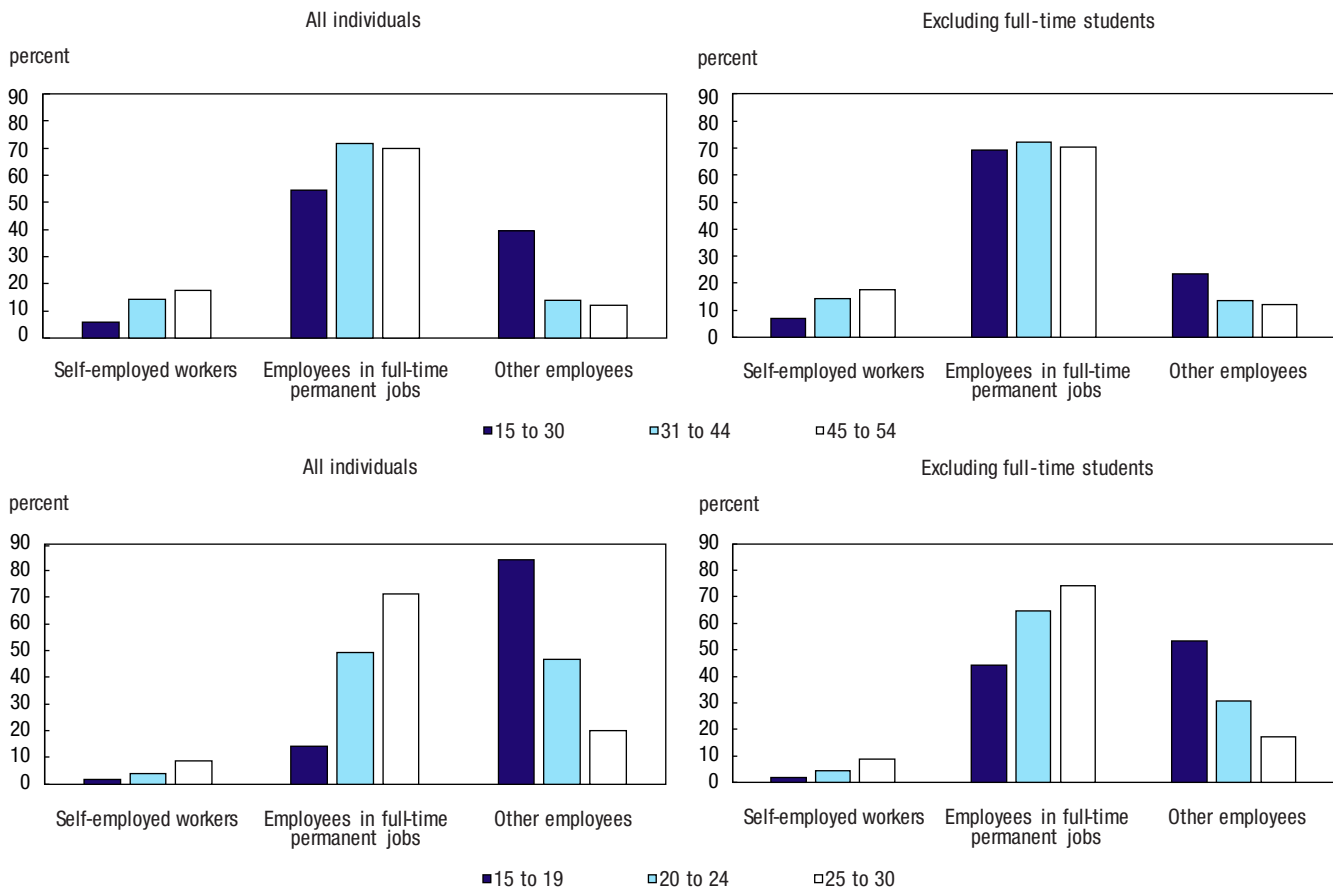 All individuals
percent
90
80
70
60
50
40
30
20
10
0
Self-employed workers
Employees in full-time
permanent jobs
Other employees
Excluding full-time students
percent
90
80
70
60
50
40
30
20
10
0
Self-employed workers
Employees in full-time
permanent jobs
Other employees
15 to 30
31 to 44
45 to 54
All individuals
percent
90
80
70
60
50
40
30
20
10
0
Self-employed workers
Employees in full-time
permanent jobs
Other employees
Excluding full-time students
percent
90
80
70
60
50
40
30
20
10
0
Self-employed workers
Employees in full-time
permanent jobs
Other employees
15 to 19
20 to 24
25 to 30